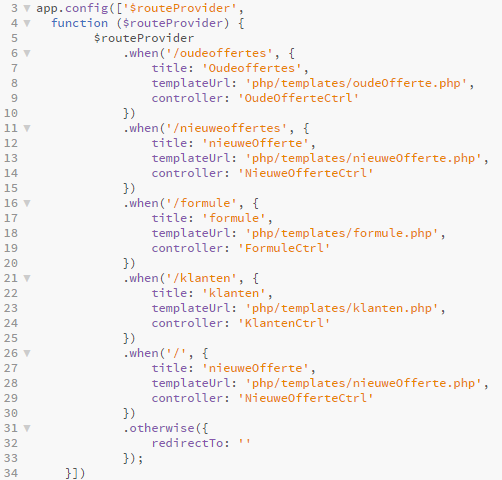 3 app.config(['$routeProvider',
4 function ($routeProvider) {
5 $routeProvider
6 .when('/oudeoffertes', {
7 title: 'Oudeoffertes',
8 templateUrl: 'php/templates/oudeOfferte.php',
9 controller: 'OudeOfferteCtrl'
10 })
11 .when('/nieuweoffertes', {
12 title: 'nieuweOfferte',
13 templateUrl: 'php/templates/nieuweOfferte.php',
14 controller: 'NieuweOfferteCtrl'
15 })
16 .when('/formule', {
17 title: 'formule',
18 templateUrl: 'php/templates/formule.php',
19 controller: 'FormuleCtrl'
20 })
21 .when('/klanten', {
22 title: 'klanten',
23 templateUrl: 'php/templates/klanten.php',
24 controller: 'KlantenCtrl'
25 })
26 .when('/', {
27 title: 'nieuweOfferte',
28 templateUrl: 'php/templates/nieuweOfferte.php',
29 controller: 'NieuweOfferteCtrl'
30 })
31 .otherwise({
32 redirectTo: ''
33 });
34 }])